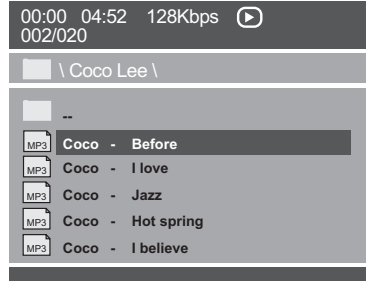 00:00 04:52 128Kbps
002/020
\ Coco Lee \
--
MP3 Coco - Before
MP3 Coco - I love
MP3 Coco - Jazz
MP3 Coco - Hot spring
MP3 Coco - I believe